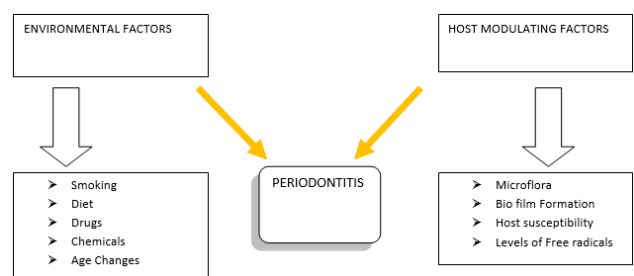 ENVIRONMENTAL FACTORS
HOST MODULATING FACTORS
PERIODONTITIS
➤ Smoking
➤ Diet
➤ Drugs
➤ Chemicals
➤ Age Changes
➤ Microflora
➤ Bio film Formation
➤ Host susceptibility
➤ Levels of Free radicals